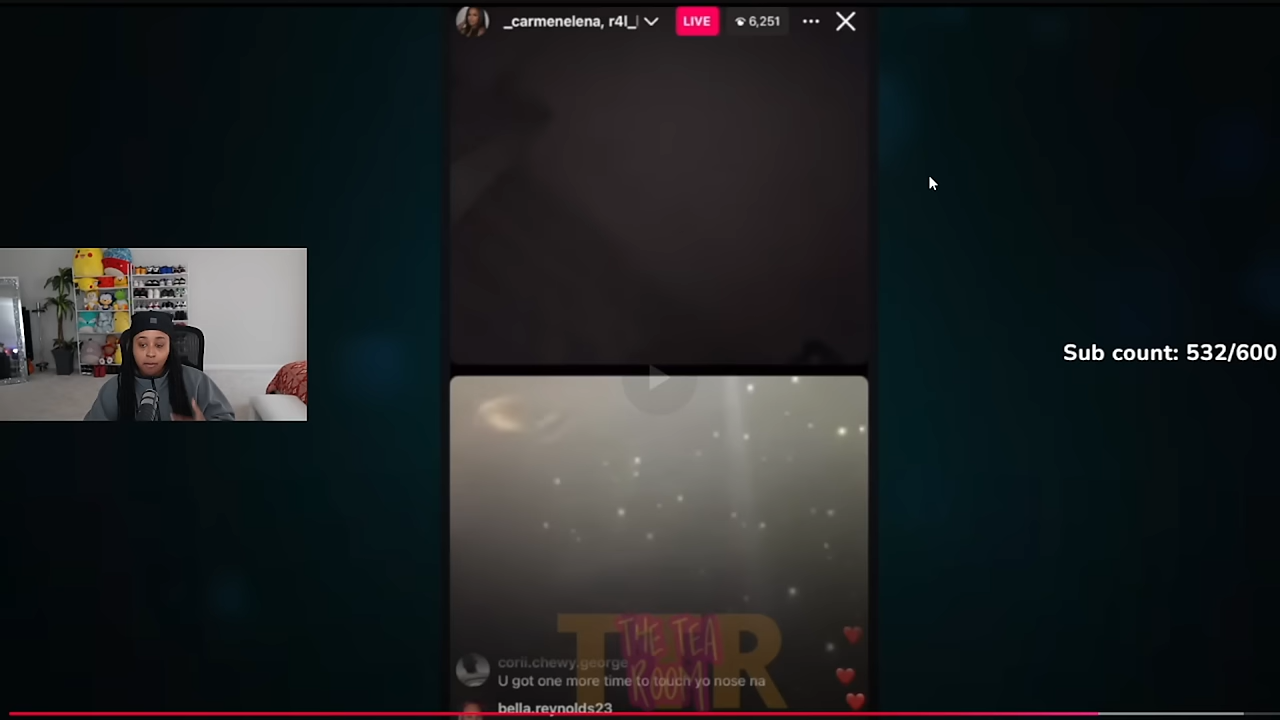 _carmenelena, r4l_
LIVE
6,251
Sub count: 532/600
THE TEA
ROOM
T R
corii.chewy.george
U got one more time to touch yo nose na
bella.reynolds23